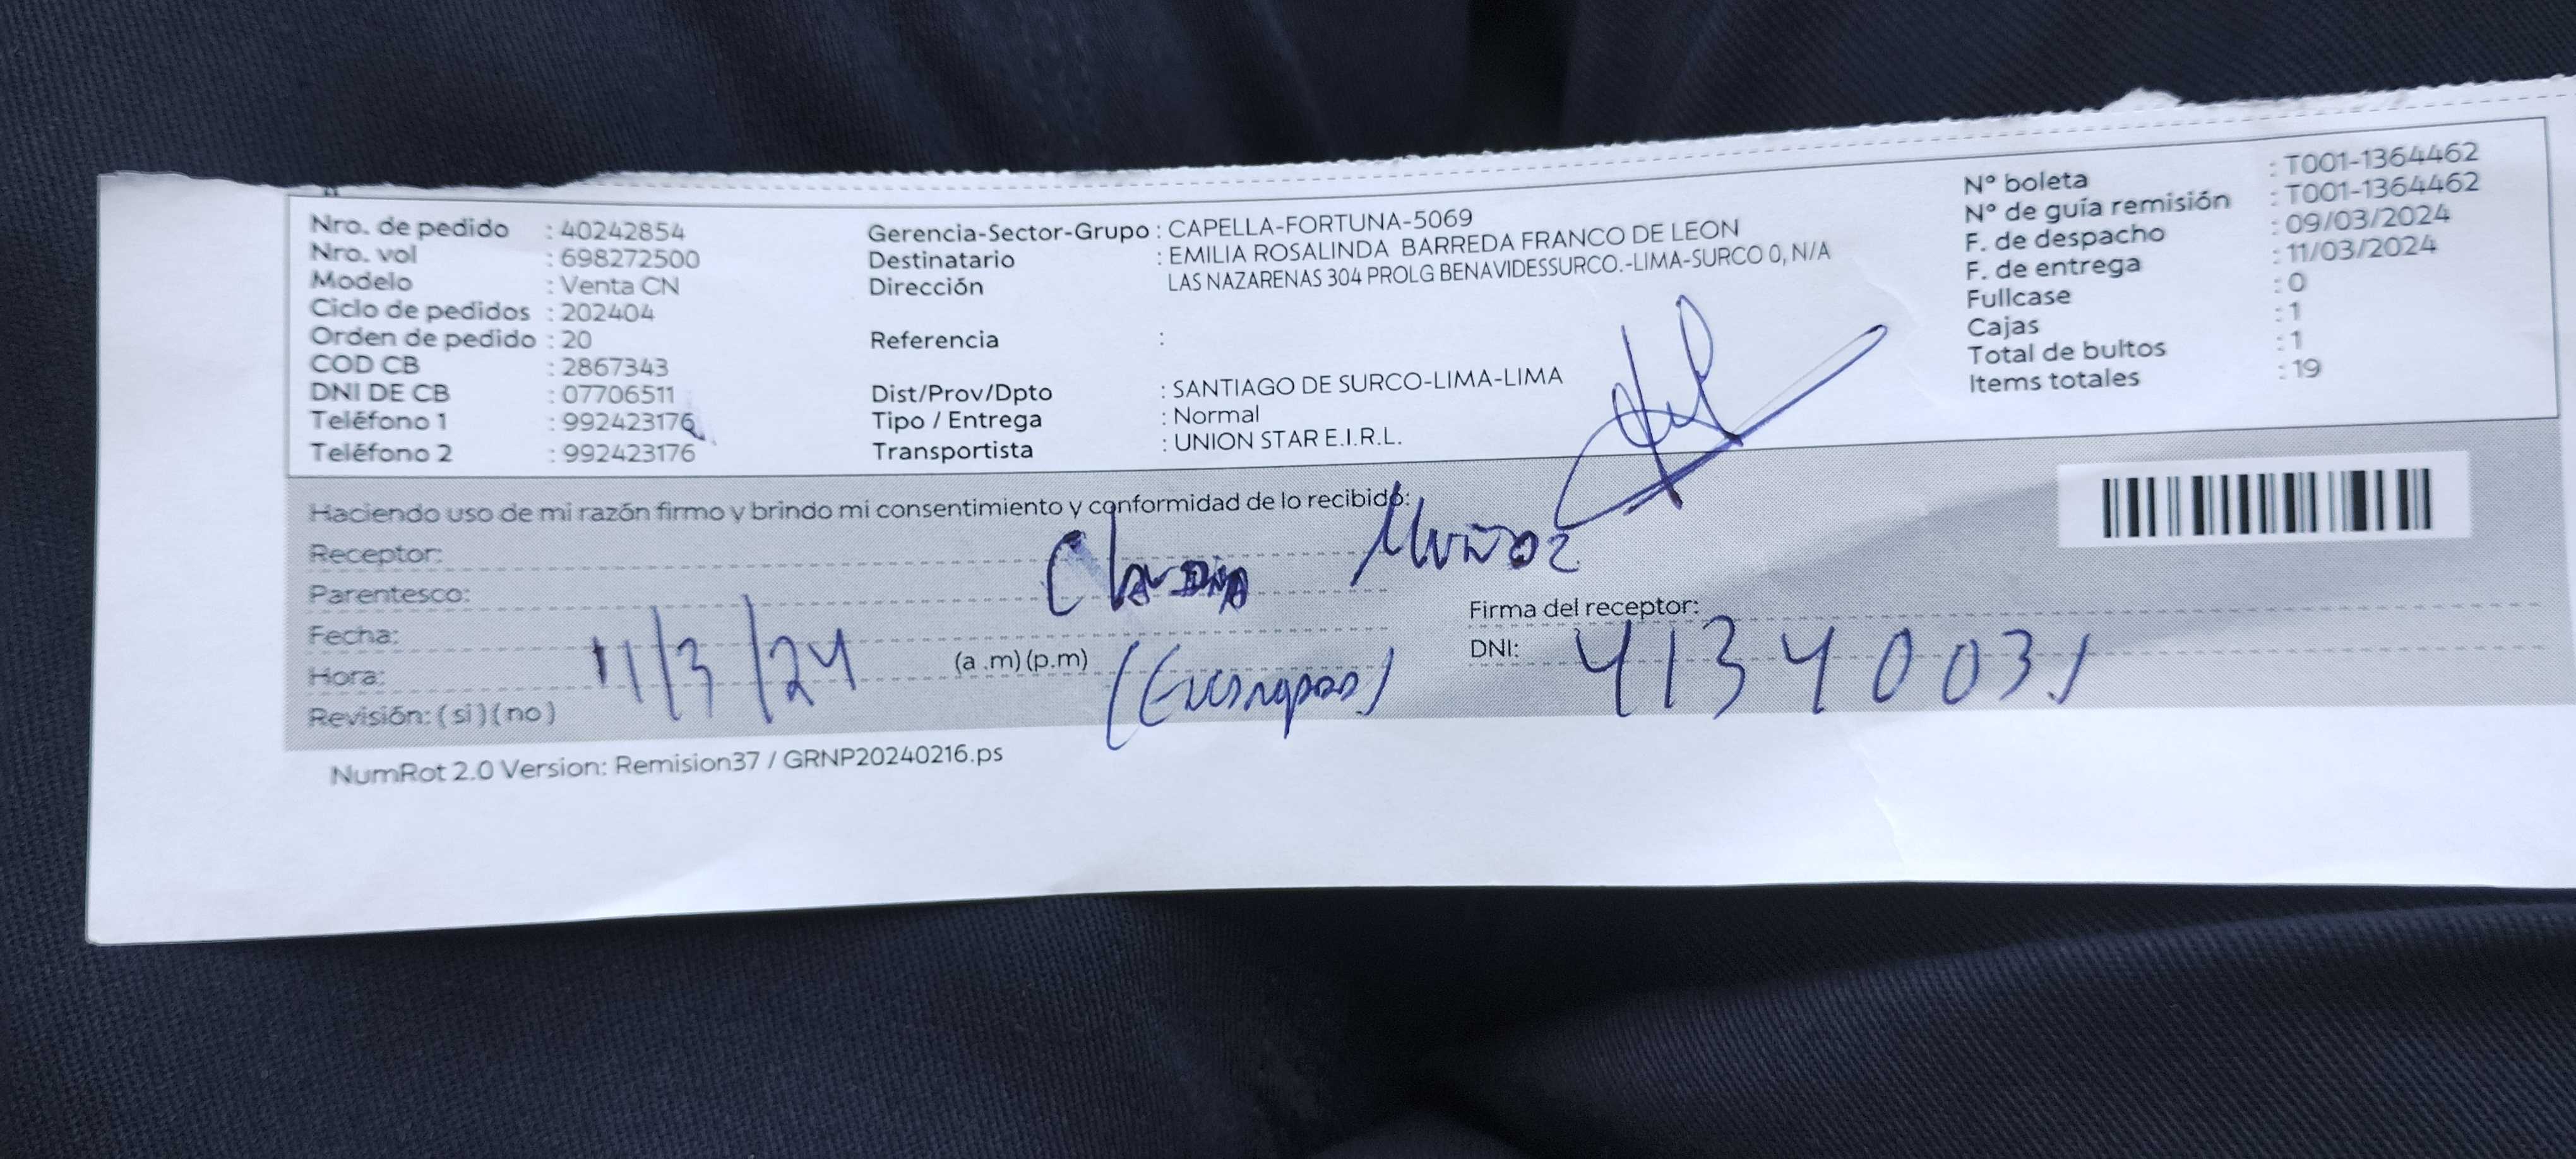 Nro. de pedido : 40242854
Nro. vol : 698272500
Modelo : Venta CN
Ciclo de pedidos : 202404
Orden de pedido : 20
COD CB : 2867343
DNI DE CB : 07706511
Teléfono 1 : 992423176
Teléfono 2 : 992423176
Gerencia-Sector-Grupo : CAPELLA-FORTUNA-5069
Destinatario : EMILIA ROSALINDA BARREDA FRANCO DE LEON
Dirección LAS NAZARENAS 304 PROLG BENAVIDESSURCO.-LIMA-SURCO 0, N/A
Referencia :
Dist/Prov/Dpto : SANTIAGO DE SURCO-LIMA-LIMA
Tipo / Entrega : Normal
Transportista : UNION STAR E.I.R.L.
N° boleta : T001-1364462
N° de guía remisión : T001-1364462
F. de despacho : 09/03/2024
F. de entrega : 11/03/2024
Fullcase : 0
Cajas : 1
Total de bultos : 1
Items totales : 19
Haciendo uso de mi razón firmo y brindo mi consentimiento y conformidad de lo recibido:
Receptor: Claudia Muñoz
Parentesco:
Fecha: 11/3/24
Hora: (a .m) (p.m)
Revisión: ( si ) ( no )
Firma del receptor:
DNI: 41340031
NumRot 2.0 Version: Remision37 / GRNP20240216.ps